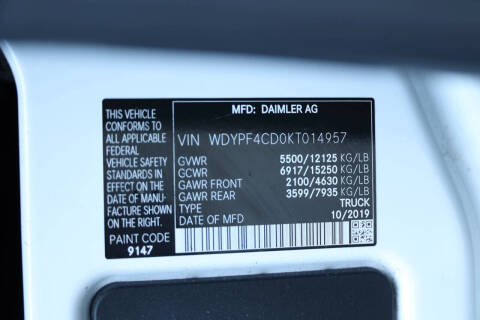 THIS VEHICLE
CONFORMS TO
ALL APPLICABLE
FEDERAL
VEHICLE SAFETY
STANDARDS IN
EFFECT ON THE
DATE OF MANU-
FACTURE SHOWN
ON THE RIGHT.
PAINT CODE
9147
MFD: DAIMLER AG
VIN WDYPF4CD0KT014957
GVWR 5500/12125 KG/LB
GCWR 6917/15250 KG/LB
GAWR FRONT 2100/4630 KG/LB
GAWR REAR 3599/7935 KG/LB
TYPE TRUCK
DATE OF MFD 10/2019